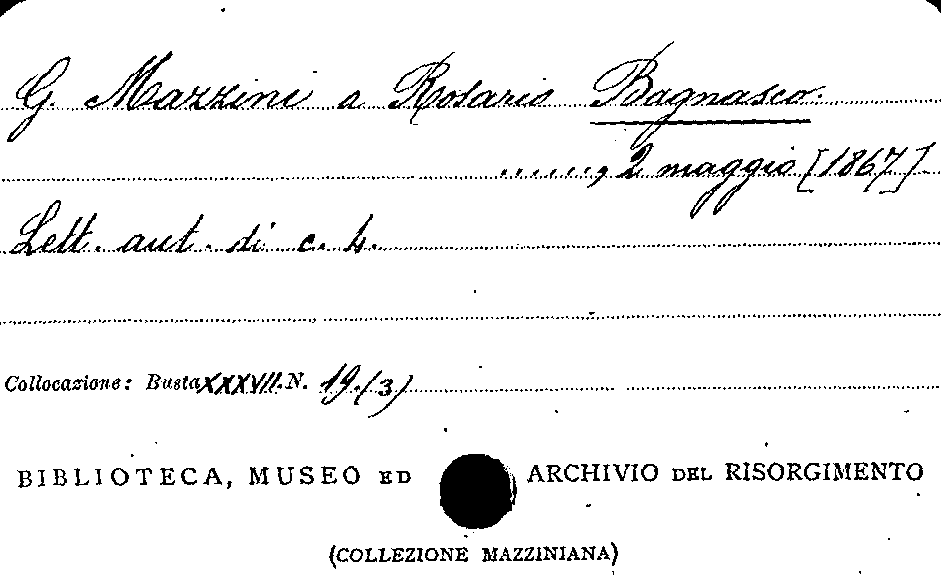 G. Mazzini a Rosario Bagnasco.
......, 2 maggio [1867]
Lett. aut. di c. 4.
Collocazione: Busta XXXVII. N. 19. (3)
BIBLIOTECA, MUSEO ED ARCHIVIO DEL RISORGIMENTO
(COLLEZIONE MAZZINIANA)